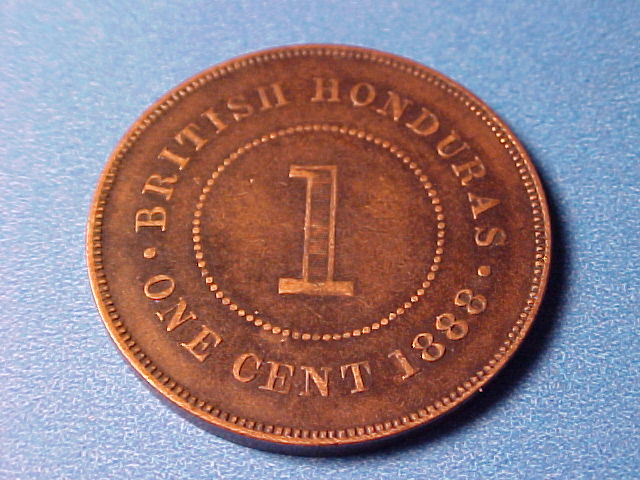 BRITISH HONDURAS
1
ONE CENT 1888